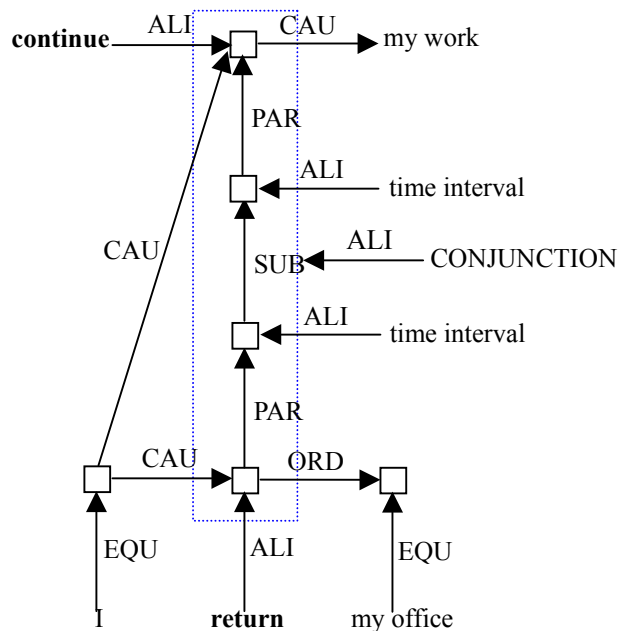 ALI CAU
continue my work
PAR
ALI
time interval
CAU
ALI
SUB CONJUNCTION
ALI
time interval
PAR
CAU ORD
EQU ALI EQU
I return my office